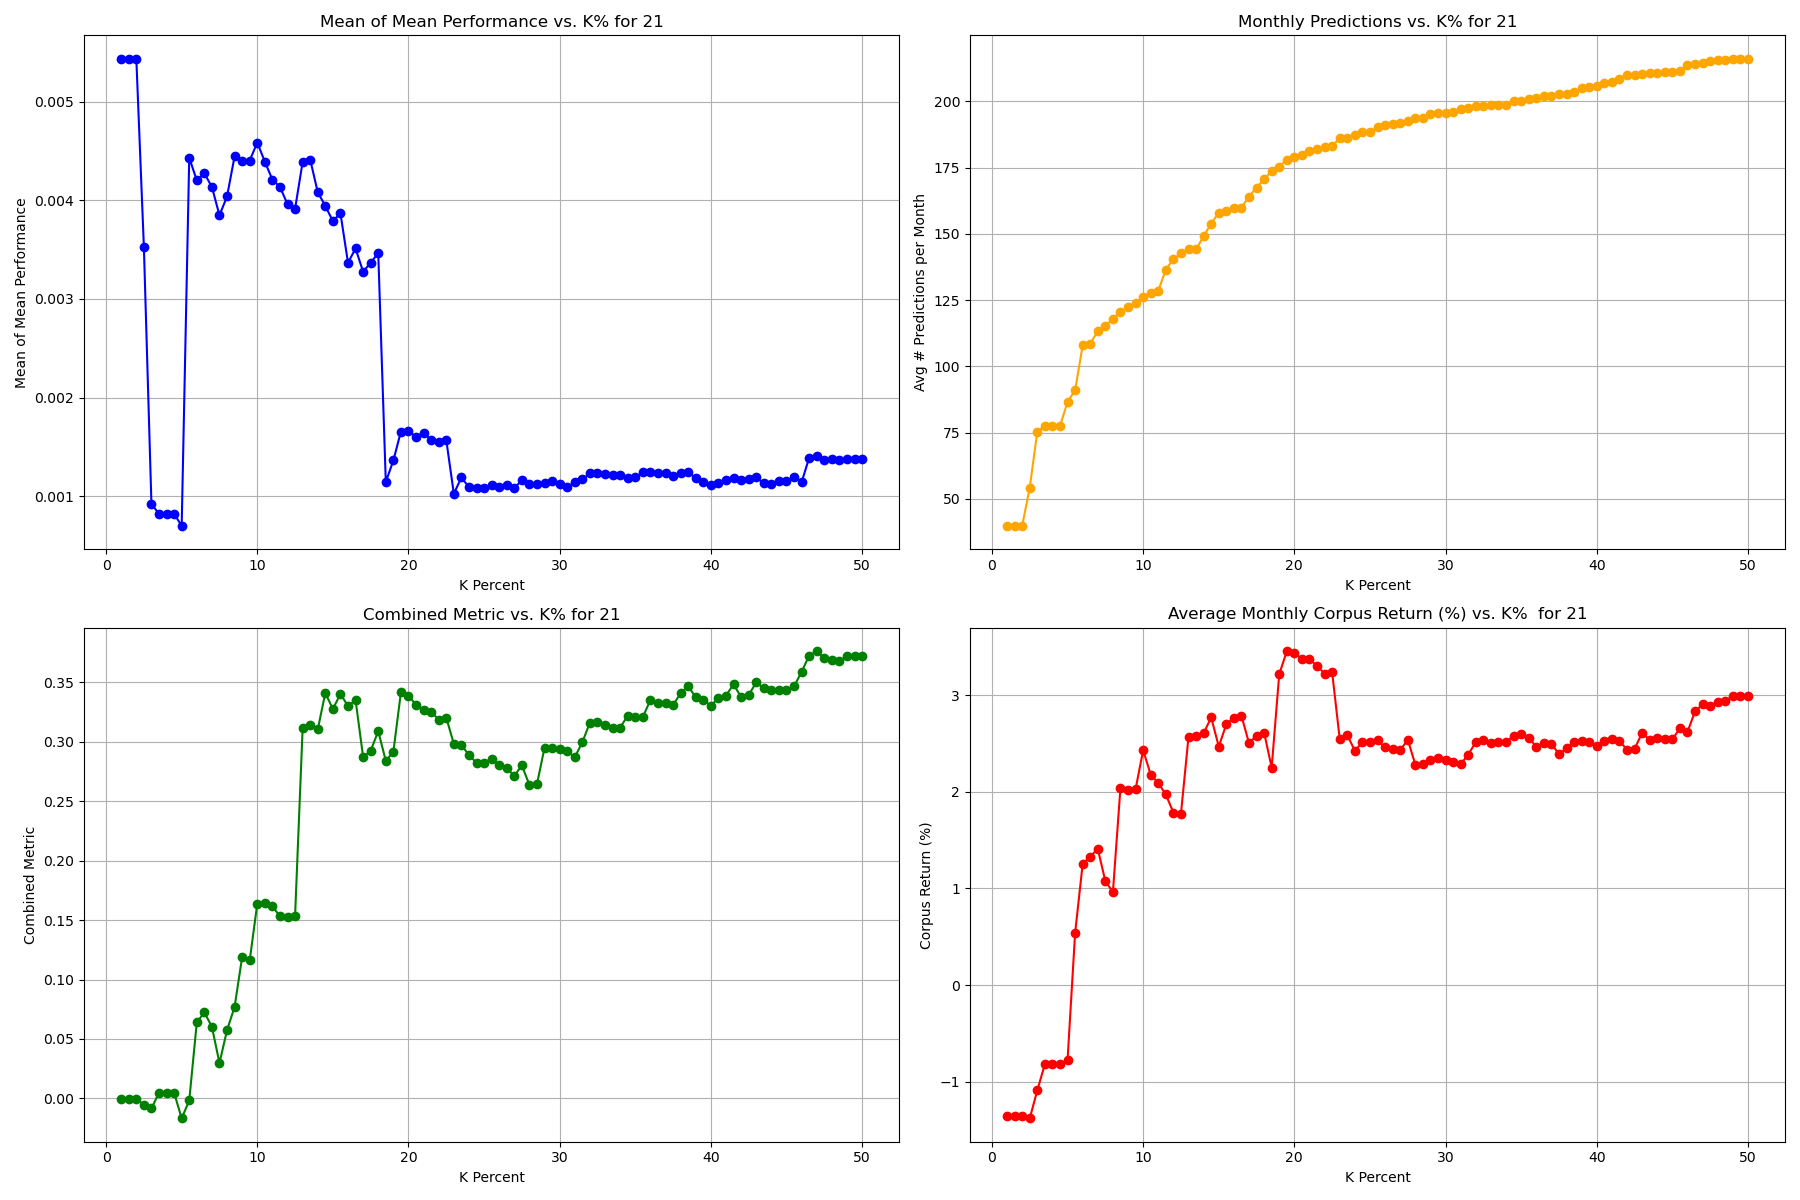 Mean of Mean Performance vs. K% for 21
Mean of Mean Performance
0.005
0.004
0.003
0.002
0.001
0 10 20 30 40 50
K Percent
Monthly Predictions vs. K% for 21
Avg # Predictions per Month
200
175
150
125
100
75
50
0 10 20 30 40 50
K Percent
Combined Metric vs. K% for 21
Combined Metric
0.35
0.30
0.25
0.20
0.15
0.10
0.05
0.00
0 10 20 30 40 50
K Percent
Average Monthly Corpus Return (%) vs. K%  for 21
Corpus Return (%)
3
2
1
0
−1
0 10 20 30 40 50
K Percent